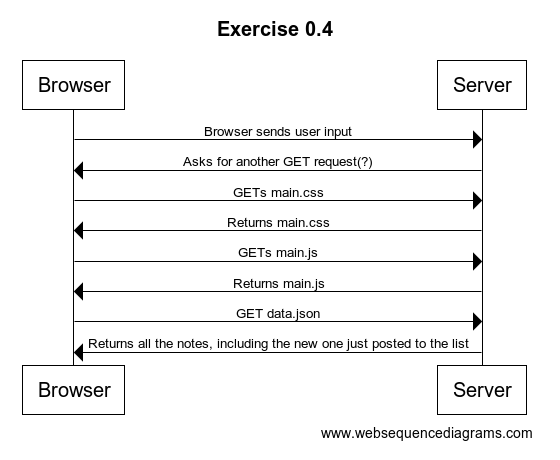 Exercise 0.4
Browser Server
Browser sends user input
Asks for another GET request(?)
GETs main.css
Returns main.css
GETs main.js
Returns main.js
GET data.json
Returns all the notes, including the new one just posted to the list
Browser Server
www.websequencediagrams.com